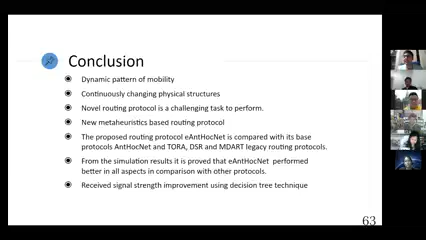 Conclusion
Dynamic pattern of mobility
Continuously changing physical structures
Novel routing protocol is a challenging task to perform.
New metaheuristics based routing protocol
The proposed routing protocol eAntHocNet is compared with its base
protocols AntHocNet and TORA, DSR and MDART legacy routing protocols.
From the simulation results it is proved that eAntHocNet performed
better in all aspects in comparison with other protocols.
Received signal strength improvement using decision tree technique
63